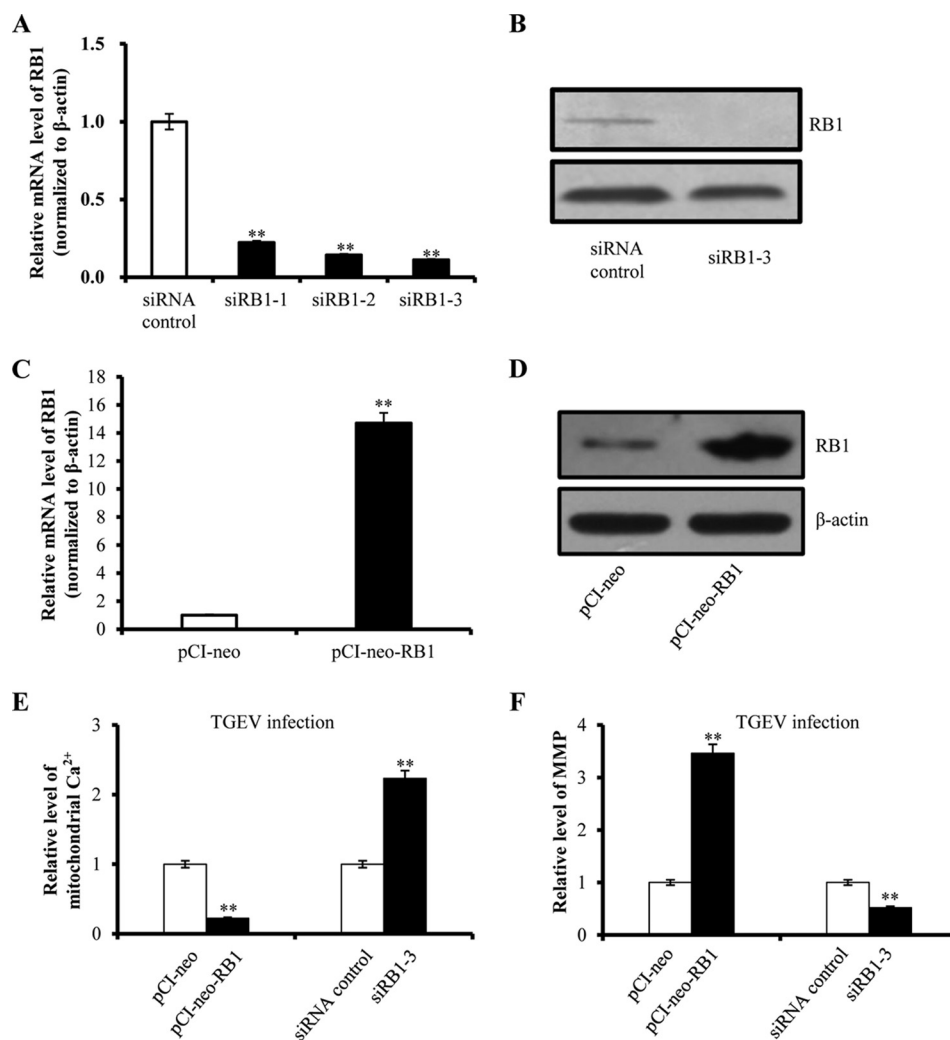 A
Relative mRNA level of RB1
(normalized to β-actin)
1.5
1.0
0.5
0.0
**
**
**
siRNA
control
siRB1-1
siRB1-2
siRB1-3
B
RB1
siRNA
control
siRB1-3
C
Relative mRNA level of RB1
(normalized to β-actin)
18
16
14
12
10
8
6
4
2
0
**
pCI-neo
pCI-neo-RB1
D
RB1
β-actin
pCI-neo
pCI-neo-RB1
E
TGEV infection
Relative level of
mitochondrial Ca²⁺
3
2
1
0
**
**
pCI-neo
pCI-neo-RB1
siRNA control
siRB1-3
F
TGEV infection
Relative level of MMP
4
3
2
1
0
**
**
pCI-neo
pCI-neo-RB1
siRNA control
siRB1-3